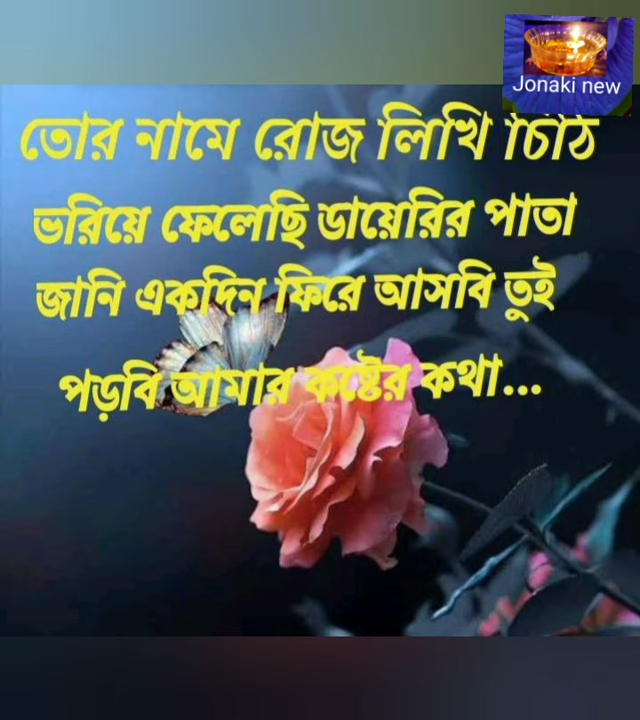 Jonaki new
তোর নামে রোজ লিখি চিঠি
ভরিয়ে ফেলেছি ডায়েরির পাতা
জানি একদিন ফিরে আসবি তুই
পড়বি আমার কষ্টের কথা...